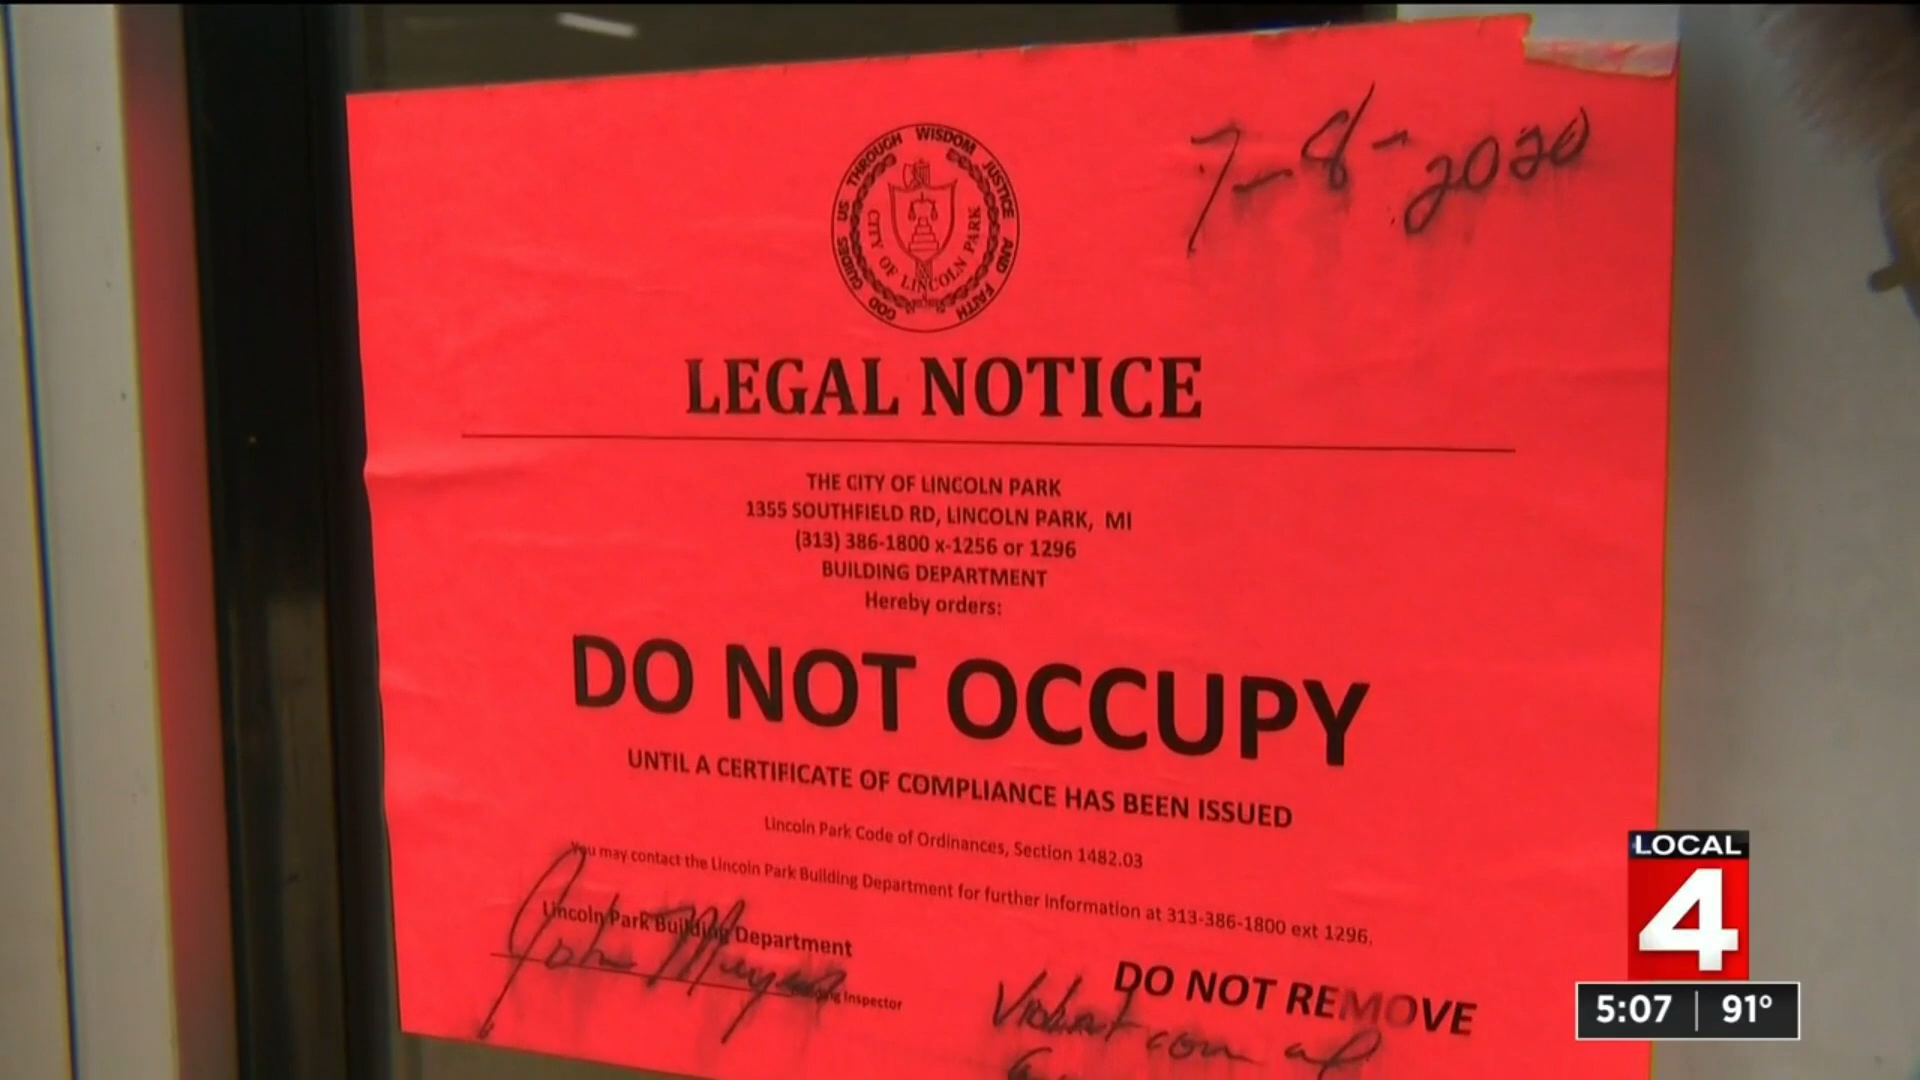 7-8-2020
GOD GUIDES US THROUGH WISDOM JUSTICE AND FAITH
CITY OF LINCOLN PARK
LEGAL NOTICE
THE CITY OF LINCOLN PARK
1355 SOUTHFIELD RD, LINCOLN PARK, MI
(313) 386-1800 x-1256 or 1296
BUILDING DEPARTMENT
Hereby orders:
DO NOT OCCUPY
UNTIL A CERTIFICATE OF COMPLIANCE HAS BEEN ISSUED
Lincoln Park Code of Ordinances, Section 1482.03
You may contact the Lincoln Park Building Department for further information at 313-386-1800 ext 1296.
Lincoln Park Building Department
John
Inspector
DO NOT REMOVE
LOCAL
4
5:07 91°